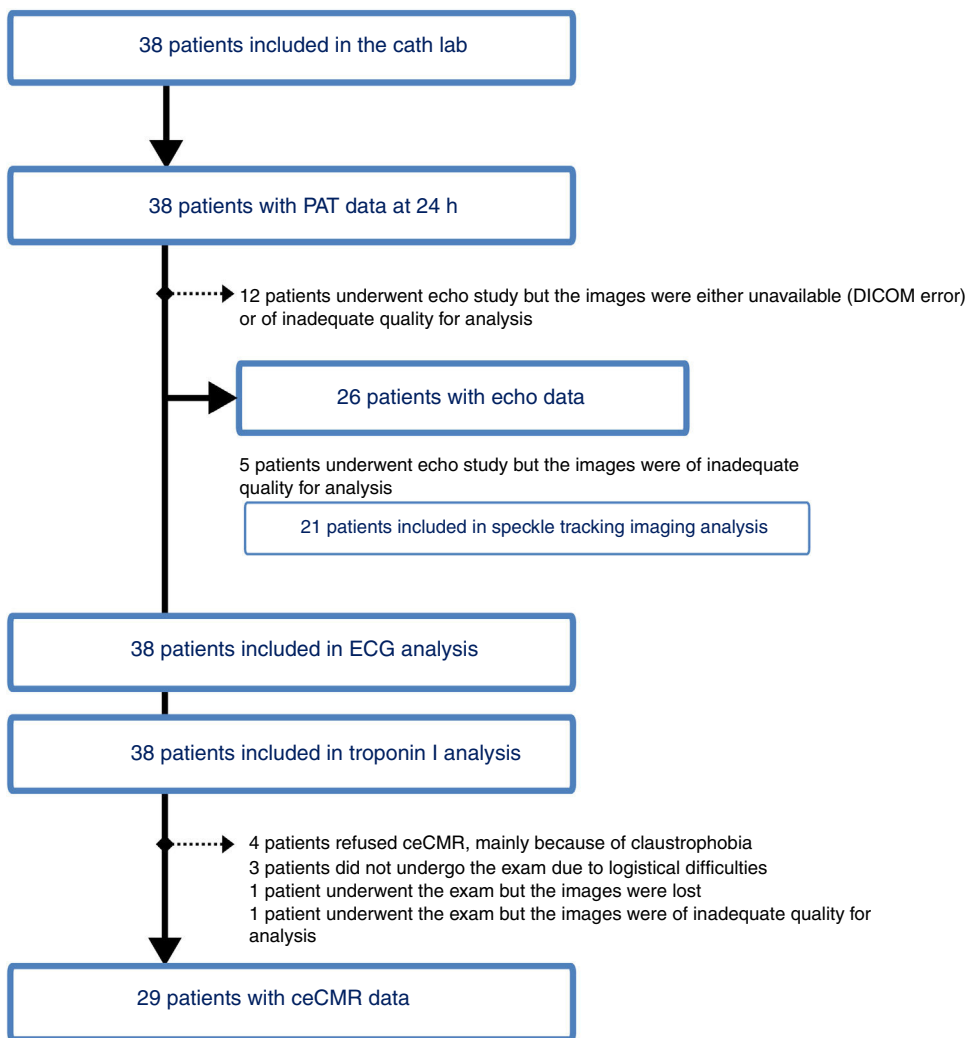 38 patients included in the cath lab
38 patients with PAT data at 24 h
12 patients underwent echo study but the images were either unavailable (DICOM error)
or of inadequate quality for analysis
26 patients with echo data
5 patients underwent echo study but the images were of inadequate
quality for analysis
21 patients included in speckle tracking imaging analysis
38 patients included in ECG analysis
38 patients included in troponin I analysis
4 patients refused ceCMR, mainly because of claustrophobia
3 patients did not undergo the exam due to logistical difficulties
1 patient underwent the exam but the images were lost
1 patient underwent the exam but the images were of inadequate quality for
analysis
29 patients with ceCMR data